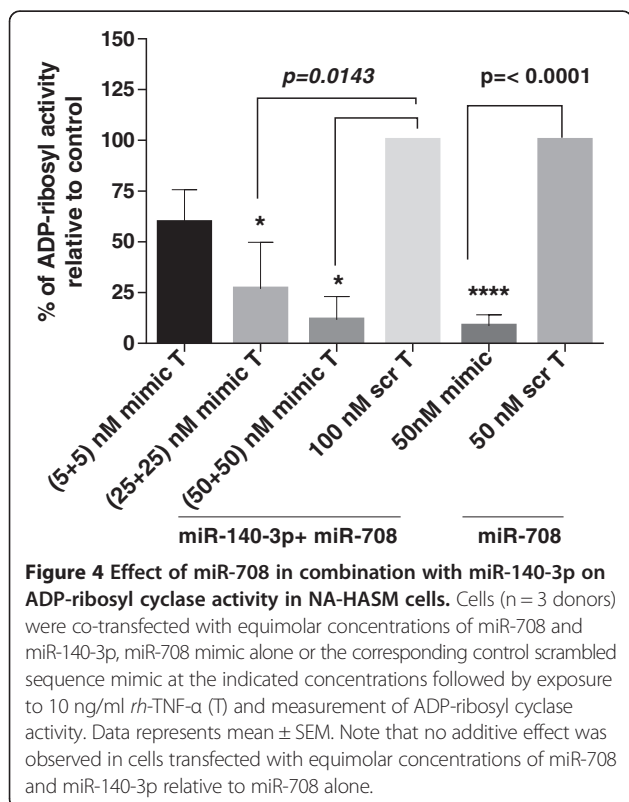 150
125
100
75
50
25
0
% of ADP-ribosyl activity
relative to control
p=0.0143
p=< 0.0001
*
*
****
(5+5) nM mimic T
(25+25) nM mimic T
(50+50) nM mimic T
100 nM scr T
50nM mimic
50 nM scr T
miR-140-3p+ miR-708
miR-708
Figure 4 Effect of miR-708 in combination with miR-140-3p on
ADP-ribosyl cyclase activity in NA-HASM cells. Cells (n = 3 donors)
were co-transfected with equimolar concentrations of miR-708 and
miR-140-3p, miR-708 mimic alone or the corresponding control scrambled
sequence mimic at the indicated concentrations followed by exposure
to 10 ng/ml rh-TNF-α (T) and measurement of ADP-ribosyl cyclase
activity. Data represents mean ± SEM. Note that no additive effect was
observed in cells transfected with equimolar concentrations of miR-708
and miR-140-3p relative to miR-708 alone.